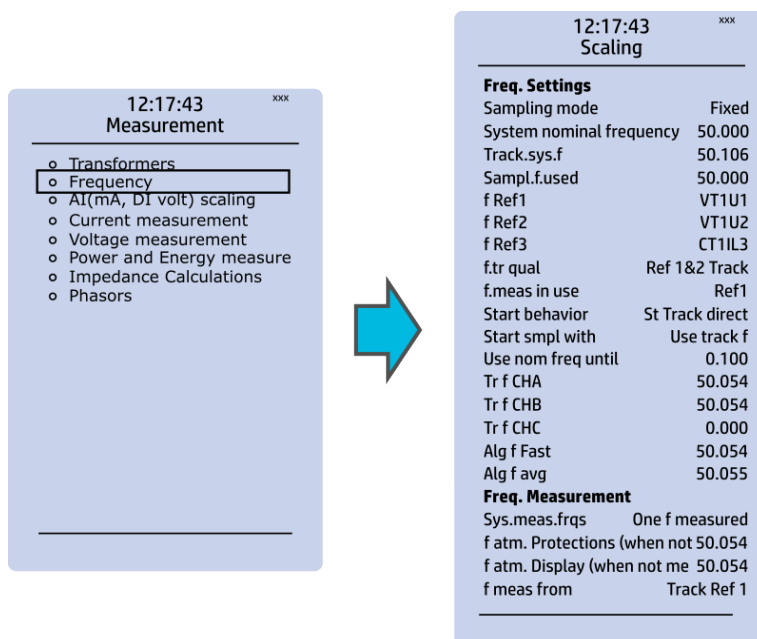 12:17:43 xxx
Measurement
Transformers
Frequency
AI(mA, DI volt) scaling
Current measurement
Voltage measurement
Power and Energy measure
Impedance Calculations
Phasors
12:17:43 xxx
Scaling
Freq. Settings
Sampling mode Fixed
System nominal frequency 50.000
Track.sys.f 50.106
Sampl.f.used 50.000
f Ref1 VT1U1
f Ref2 VT1U2
f Ref3 CT1IL3
f.tr qual Ref 1&2 Track
f.meas in use Ref1
Start behavior St Track direct
Start smpl with Use track f
Use nom freq until 0.100
Tr f CHA 50.054
Tr f CHB 50.054
Tr f CHC 0.000
Alg f Fast 50.054
Alg f avg 50.055
Freq. Measurement
Sys.meas.frqs One f measured
f atm. Protections (when not 50.054
f atm. Display (when not me 50.054
f meas from Track Ref 1